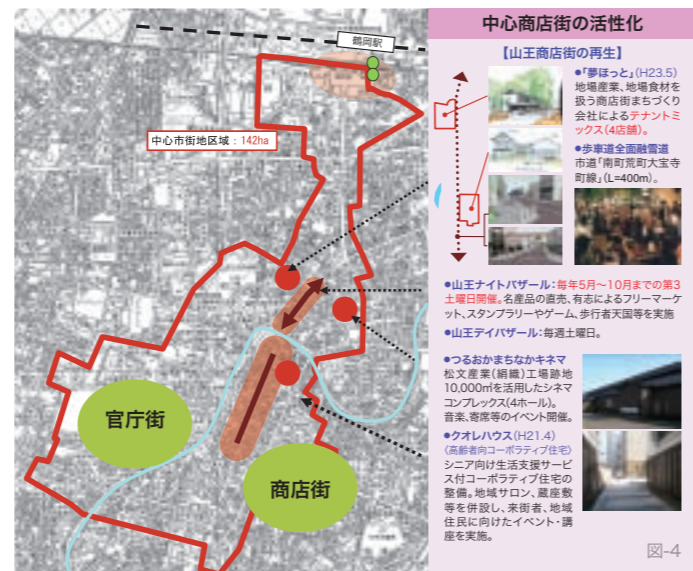 鶴岡駅
中心市街地区域：142ha
官庁街
商店街
中心商店街の活性化
【山王商店街の再生】
●「夢ほっと」(H23.5)
地場産業、地場食材を
扱う商店街まちづくり
会社によるテナントミ
ックス(4店舗)。
●歩車道全面融雪道
市道「南町荒町大宝寺
町線」(L=400m)。
●山王ナイトバザール：毎年5月～10月までの第3
土曜日開催。名産品の直売、有志によるフリーマーケ
ット、スタンプラリーやゲーム、歩行者天国等を実施
●山王デイバザール：毎週土曜日。
●つるおかまちなかキネマ
松文産業(絹織)工場跡地
10,000㎡を活用したシネマ
コンプレックス(4ホール)。
音楽、寄席等のイベント開催。
●クオレハウス(H21.4)
〈高齢者向コーポラティブ住宅〉
シニア向け生活支援サービ
ス付コーポラティブ住宅の
整備。地域サロン、蔵座敷
等を併設し、来街者、地域
住民に向けたイベント・講
座を実施。
図-4